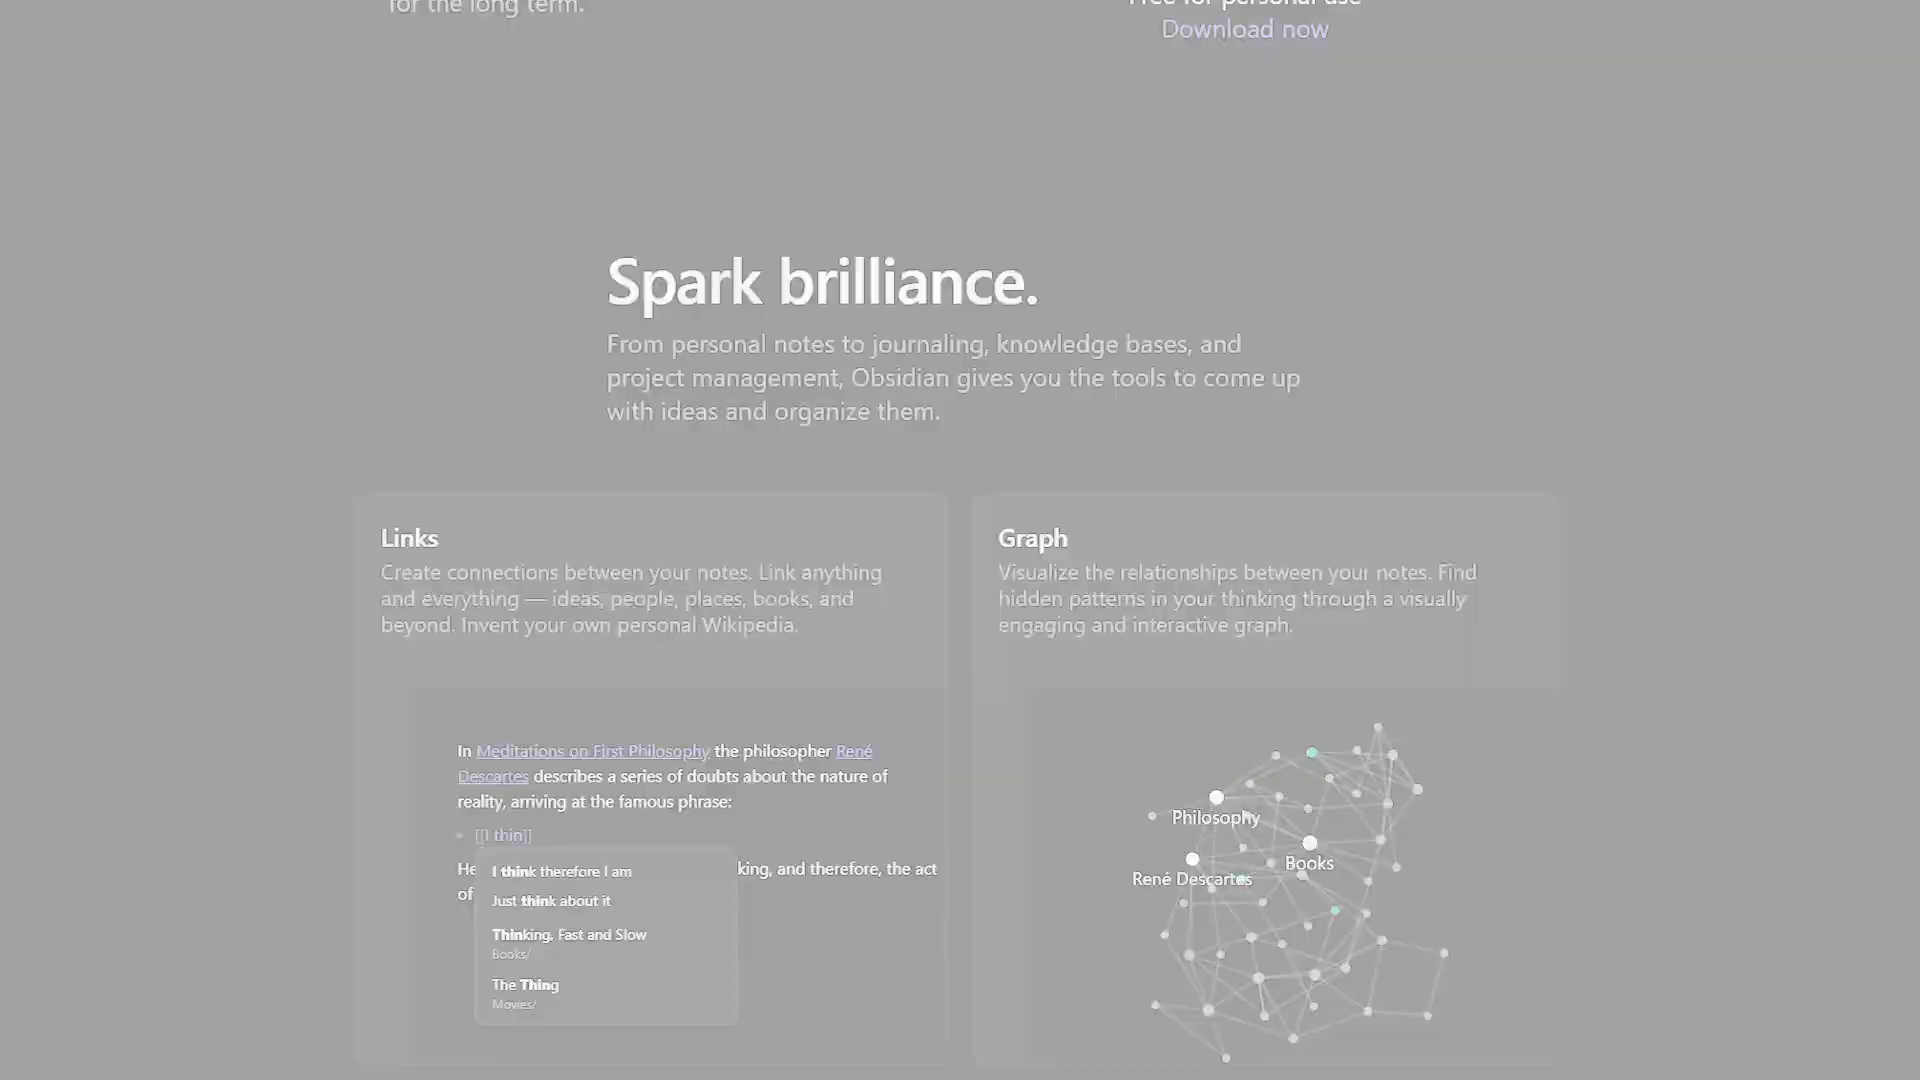 for the long term.
Free for personal use
Download now
Spark brilliance.
From personal notes to journaling, knowledge bases, and
project management, Obsidian gives you the tools to come up
with ideas and organize them.
Links
Create connections between your notes. Link anything
and everything — ideas, people, places, books, and
beyond. Invent your own personal Wikipedia.
In Meditations on First Philosophy the philosopher René
Descartes describes a series of doubts about the nature of
reality, arriving at the famous phrase:
[[I thin]]
He king, and therefore, the act
of
I think therefore I am
Just think about it
Thinking, Fast and Slow
Books/
The Thing
Movies/
Graph
Visualize the relationships between your notes. Find
hidden patterns in your thinking through a visually
engaging and interactive graph.
Philosophy
Books
René Descartes